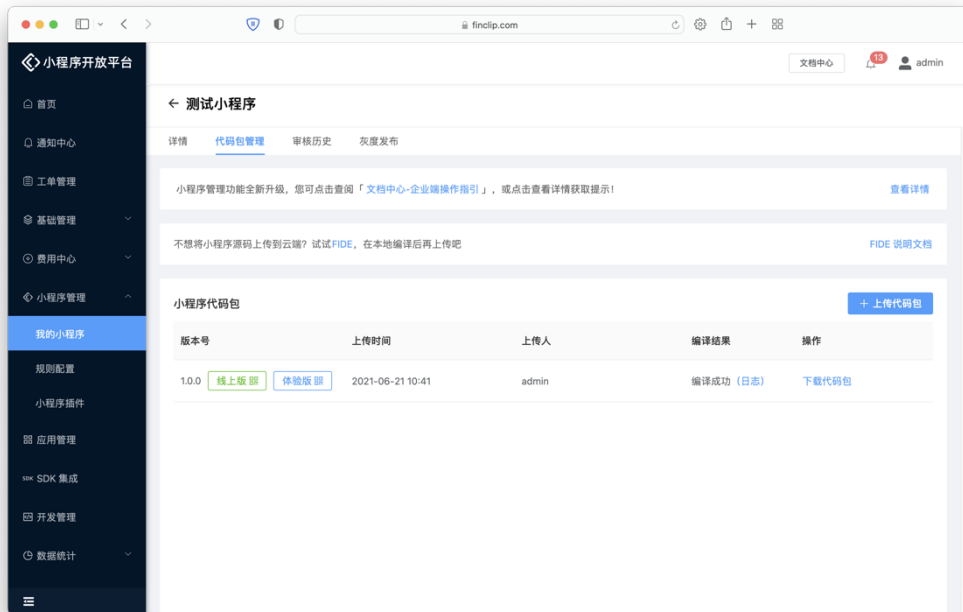 finclip.com
小程序开放平台
文档中心 13 admin
首页
通知中心
工单管理
基础管理
费用中心
小程序管理
我的小程序
规则配置
小程序插件
应用管理
SDK SDK 集成
开发管理
数据统计
← 测试小程序
详情 代码包管理 审核历史 灰度发布
小程序管理功能全新升级，您可点击查阅「 文档中心-企业端操作指引 」，或点击查看详情获取提示！ 查看详情
不想将小程序源码上传到云端？试试FIDE，在本地编译后再上传吧 FIDE 说明文档
小程序代码包 + 上传代码包
版本号 上传时间 上传人 编译结果 操作
1.0.0 线上版 体验版 2021-06-21 10:41 admin 编译成功（日志） 下载代码包